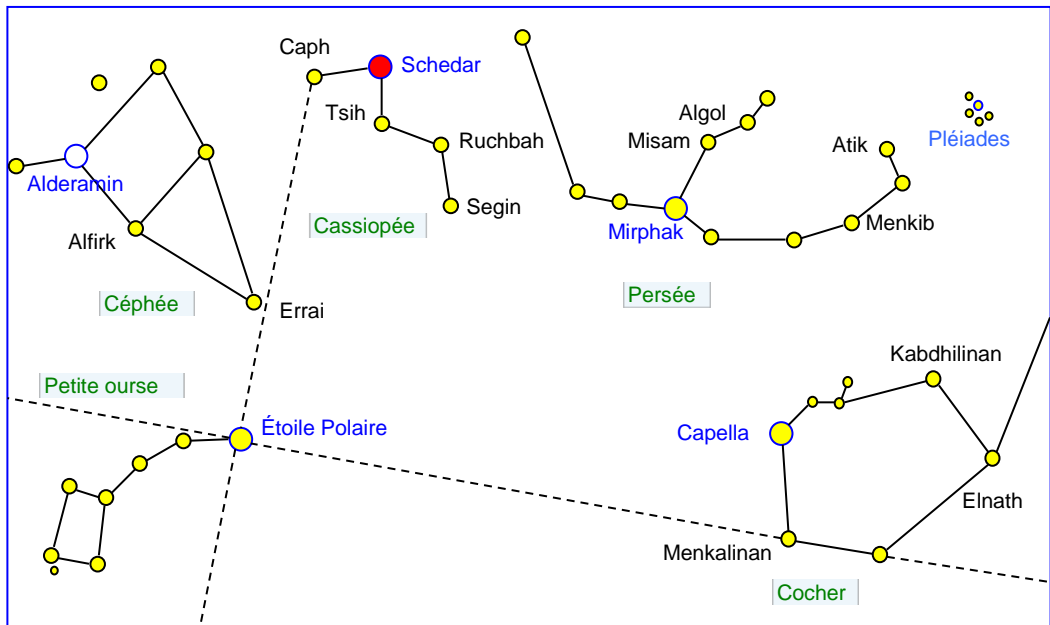 Caph
Schedar
Algol
Tsih
Misam
Ruchbah
Atik
Pléiades
Alderamin
Segin
Alfirk
Cassiopée
Mirphak
Menkib
Céphée
Errai
Persée
Kabdhilinan
Petite ourse
Étoile Polaire
Capella
Elnath
Menkalinan
Cocher